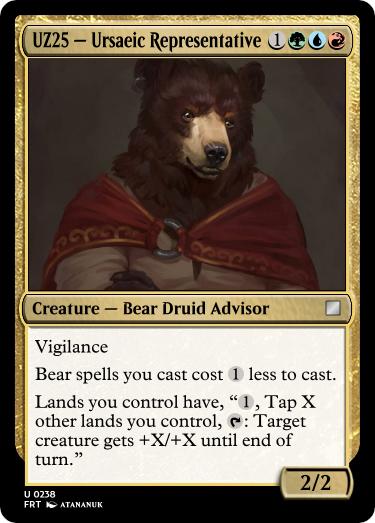 UZ25 – Ursaeic Representative 1
Creature — Bear Druid Advisor
Vigilance
Bear spells you cast cost 1 less to cast.
Lands you control have, “1, Tap X
other lands you control, : Target
creature gets +X/+X until end of
turn.”
2/2
U 0238
FRT ATANANUK